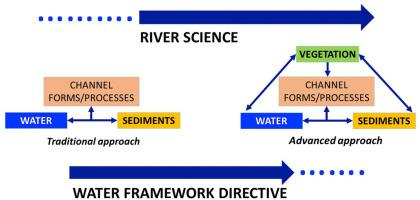 RIVER SCIENCE
VEGETATION
CHANNEL
FORMS/PROCESSES
CHANNEL
FORMS/PROCESSES
WATER
SEDIMENTS
WATER
SEDIMENTS
Traditional approach
Advanced approach
WATER FRAMEWORK DIRECTIVE